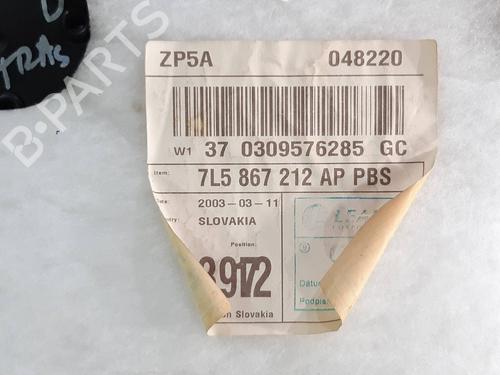 TRAS
B-PARTS
ZP5A 048220
W1 37 0309576285 GC
Item: 7L5 867 212 AP PBS
2003-03-11
SLOVAKIA
Position:
Slovakia